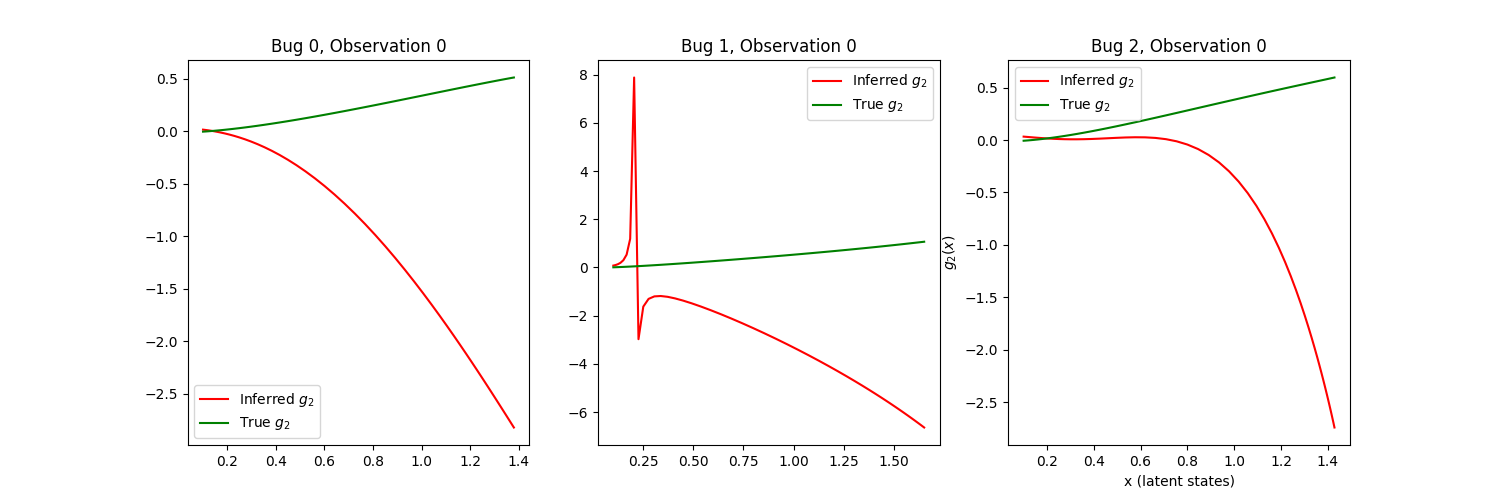 Bug 0, Observation 0
0.5
0.0
−0.5
−1.0
−1.5
−2.0
−2.5
Inferred g₂
True g₂
0.2 0.4 0.6 0.8 1.0 1.2 1.4
Bug 1, Observation 0
8
6
4
2
0
−2
−4
−6
Inferred g₂
True g₂
0.25 0.50 0.75 1.00 1.25 1.50
Bug 2, Observation 0
g₂(x)
0.5
0.0
−0.5
−1.0
−1.5
−2.0
−2.5
Inferred g₂
True g₂
0.2 0.4 0.6 0.8 1.0 1.2 1.4
x (latent states)